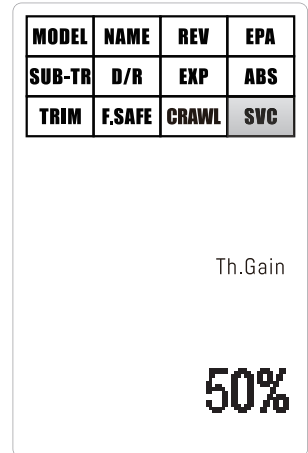 MODEL NAME REV EPA
SUB-TR D/R EXP ABS
TRIM F.SAFE CRAWL SVC
Th.Gain
50%